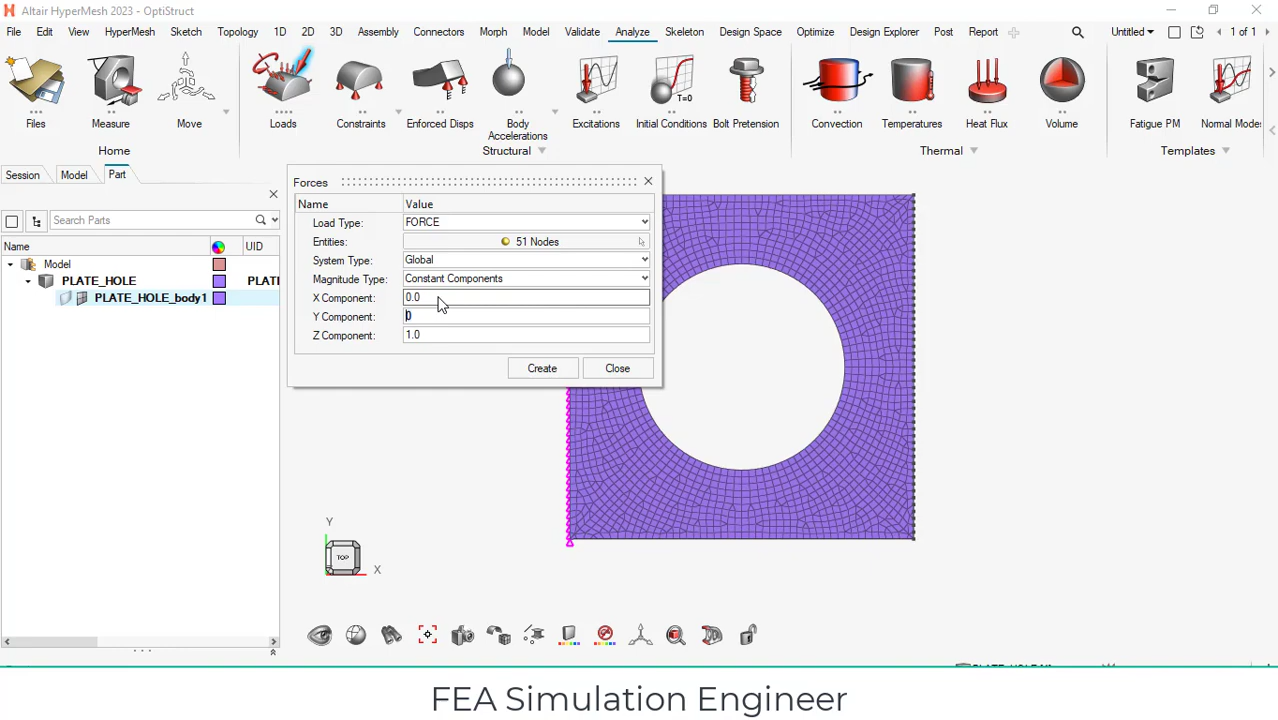 Altair HyperMesh 2023 - OptiStruct
File Edit View HyperMesh Sketch Topology 1D 2D 3D Assembly Connectors Morph Model Validate Analyze Skeleton Design Space Optimize Design Explorer Post Report Untitled 1 of 1
T=0
Files Measure Move Loads Constraints Enforced Disps Body Accelerations Excitations Initial Conditions Bolt Pretension Convection Temperatures Heat Flux Volume Fatigue PM Normal Modes
Home Structural Thermal Templates
Session Model Part
Search Parts
Name UID
Model
PLATE_HOLE PLAT
PLATE_HOLE_body1
Forces
Name Value
Load Type: FORCE
Entities: 51 Nodes
System Type: Global
Magnitude Type: Constant Components
X Component: 0.0
Y Component: 0
Z Component: 1.0
Create Close
Y
TOP
X
FEA Simulation Engineer